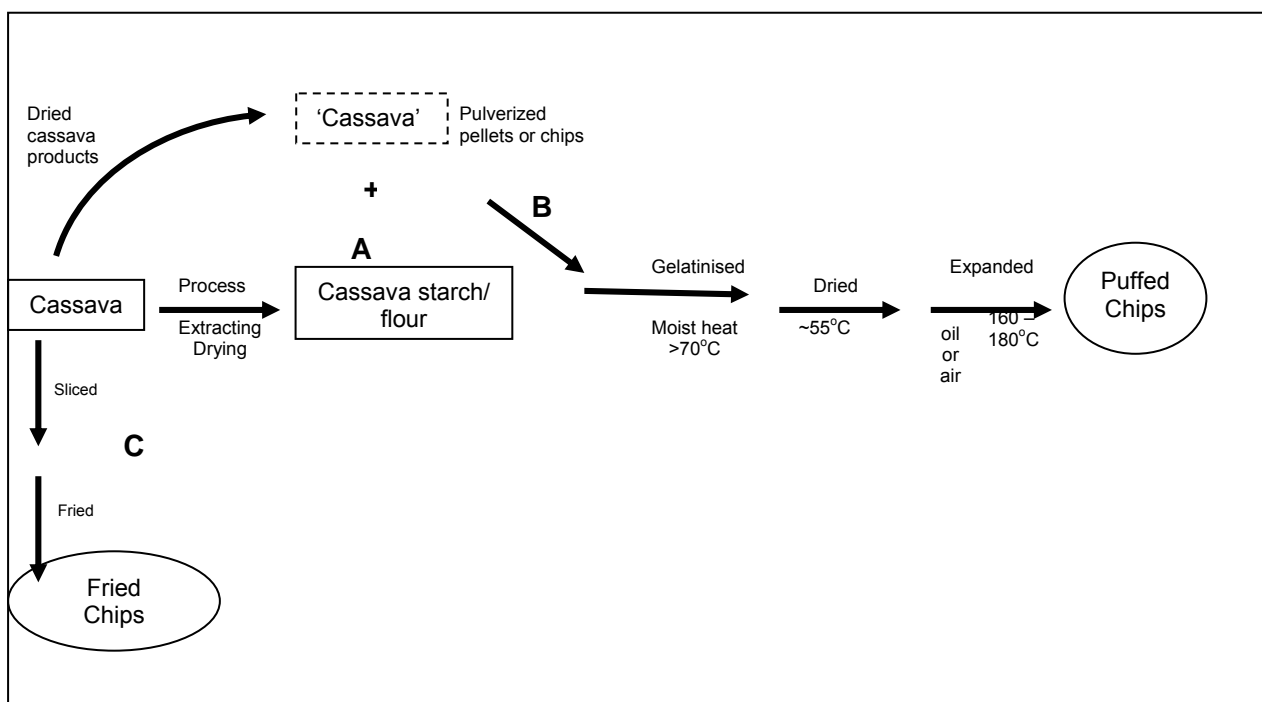 Dried
cassava
products
‘Cassava’
Pulverized
pellets or chips
+
B
A
Cassava
Process
Extracting
Drying
Cassava starch/
flour
Gelatinised
Moist heat
>70°C
Dried
~55°C
Expanded
oil
or
air
160 –
180°C
Puffed
Chips
Sliced
C
Fried
Fried
Chips